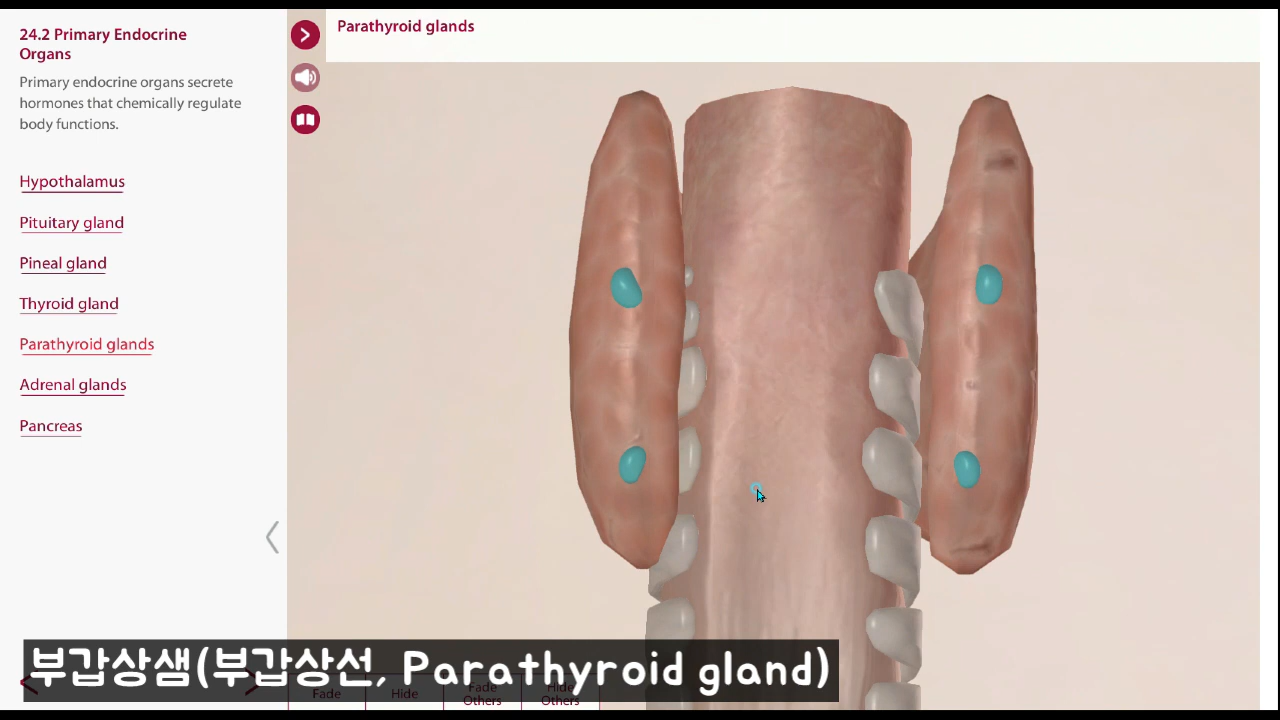 24.2 Primary Endocrine
Organs
Primary endocrine organs secrete
hormones that chemically regulate
body functions.
Hypothalamus
Pituitary gland
Pineal gland
Thyroid gland
Parathyroid glands
Adrenal glands
Pancreas
Parathyroid glands
부갑상샘(부갑상선, Parathyroid gland)
Fade
Hide
Fade
Others
Hide
Others